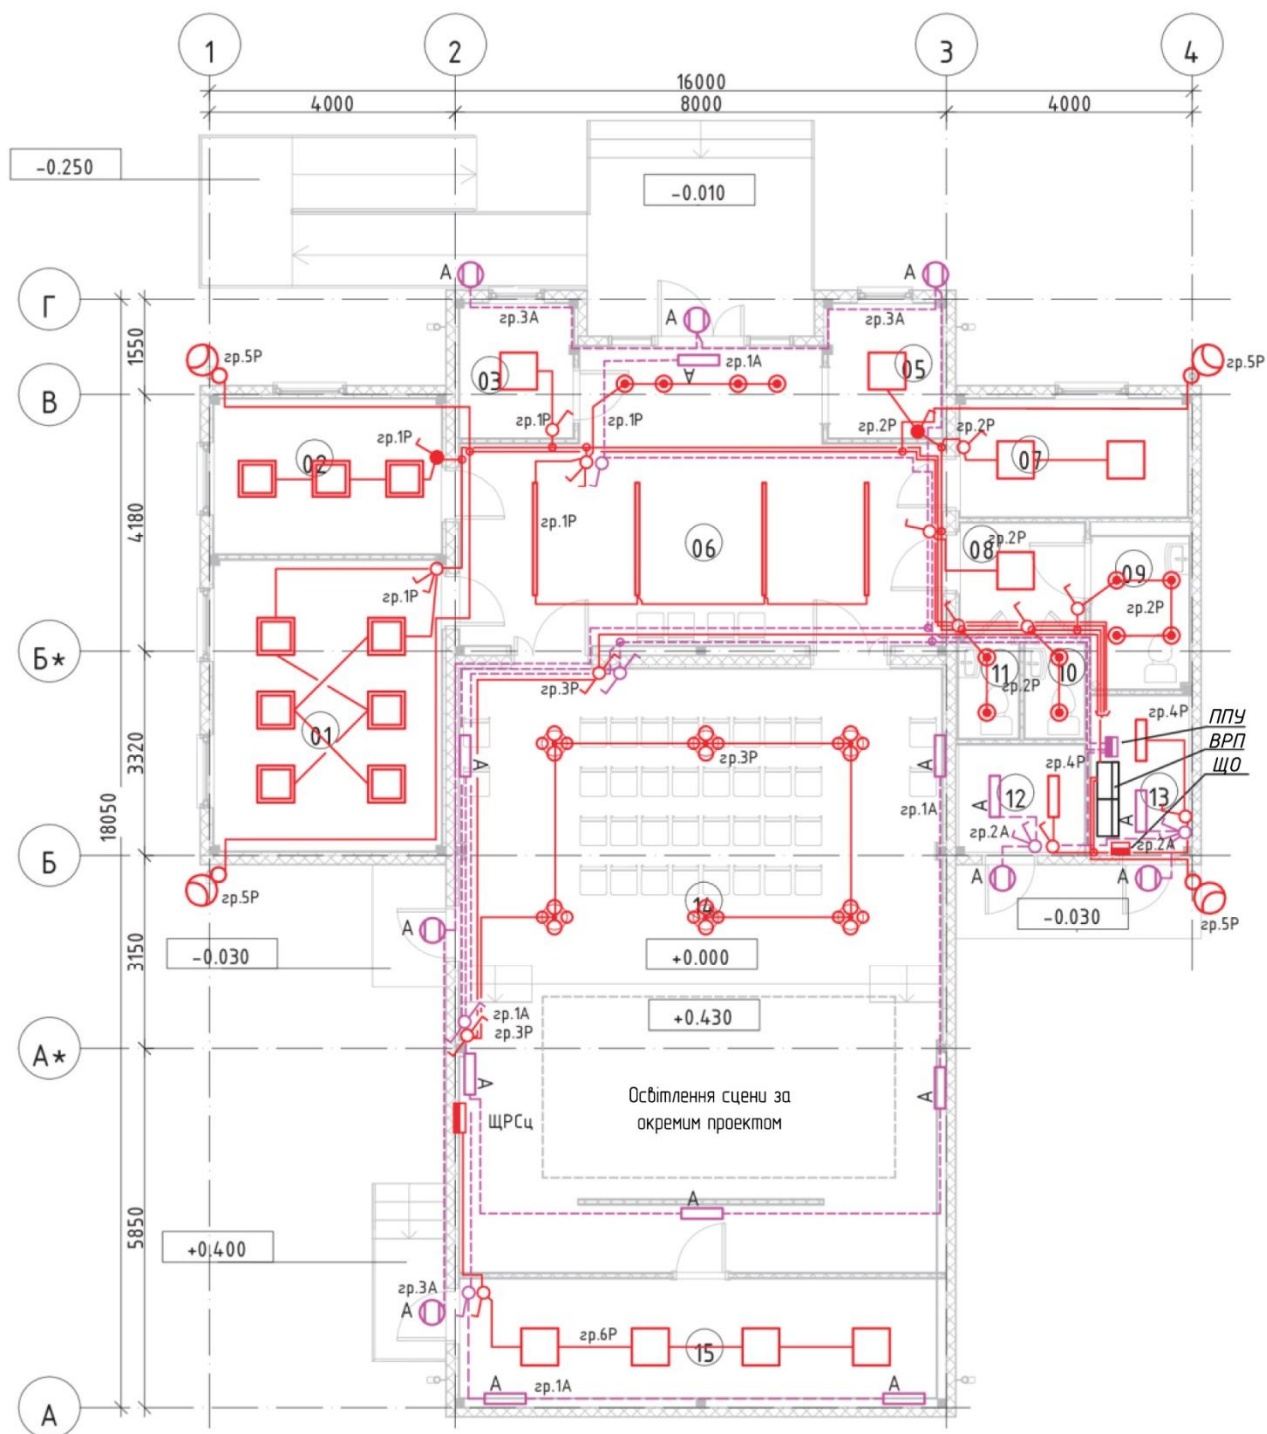 1 2 3 4
16000
4000 8000 4000
-0.250
-0.010
Г
А А
гр.3А А гр.3А
1550
гр.5Р гр.1А гр.5Р
03 А 05
В
гр.1Р гр.1Р гр.1Р гр.2Р гр.2Р
02 07
4180
гр.1Р 06 08 гр.2Р
09
гр.1Р гр.2Р
Б*
11 гр.2Р 10
гр.3Р
гр.4Р ППУ
01 гр.3Р ВРП
3320 А А гр.4Р ЩО
18050
гр.1А А 12 А 13
гр.2А гр.2А
Б
А А
гр.5Р 14 гр.5Р
А -0.030
3150
-0.030 +0.000
гр.1А +0.430
гр.3Р
А*
А А
Освітлення сцени за
окремим проектом
ЩРСц
А
5850
+0.400
гр.3А
А
гр.6Р 15
А гр.1А А
А